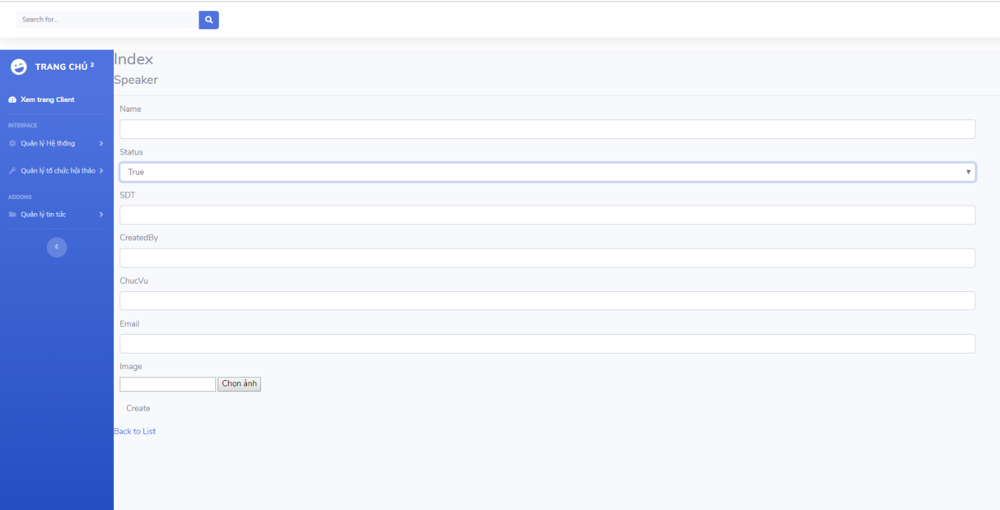 Search for...
TRANG CHỦ 2
Xem trang Client
INTERFACE
Quản lý Hệ thống
Quản lý tổ chức hội thảo
ADDONS
Quản lý tin tức
Index
Speaker
Name
Status
True
SDT
CreatedBy
ChucVu
Email
Image
Chọn ảnh
Create
Back to List